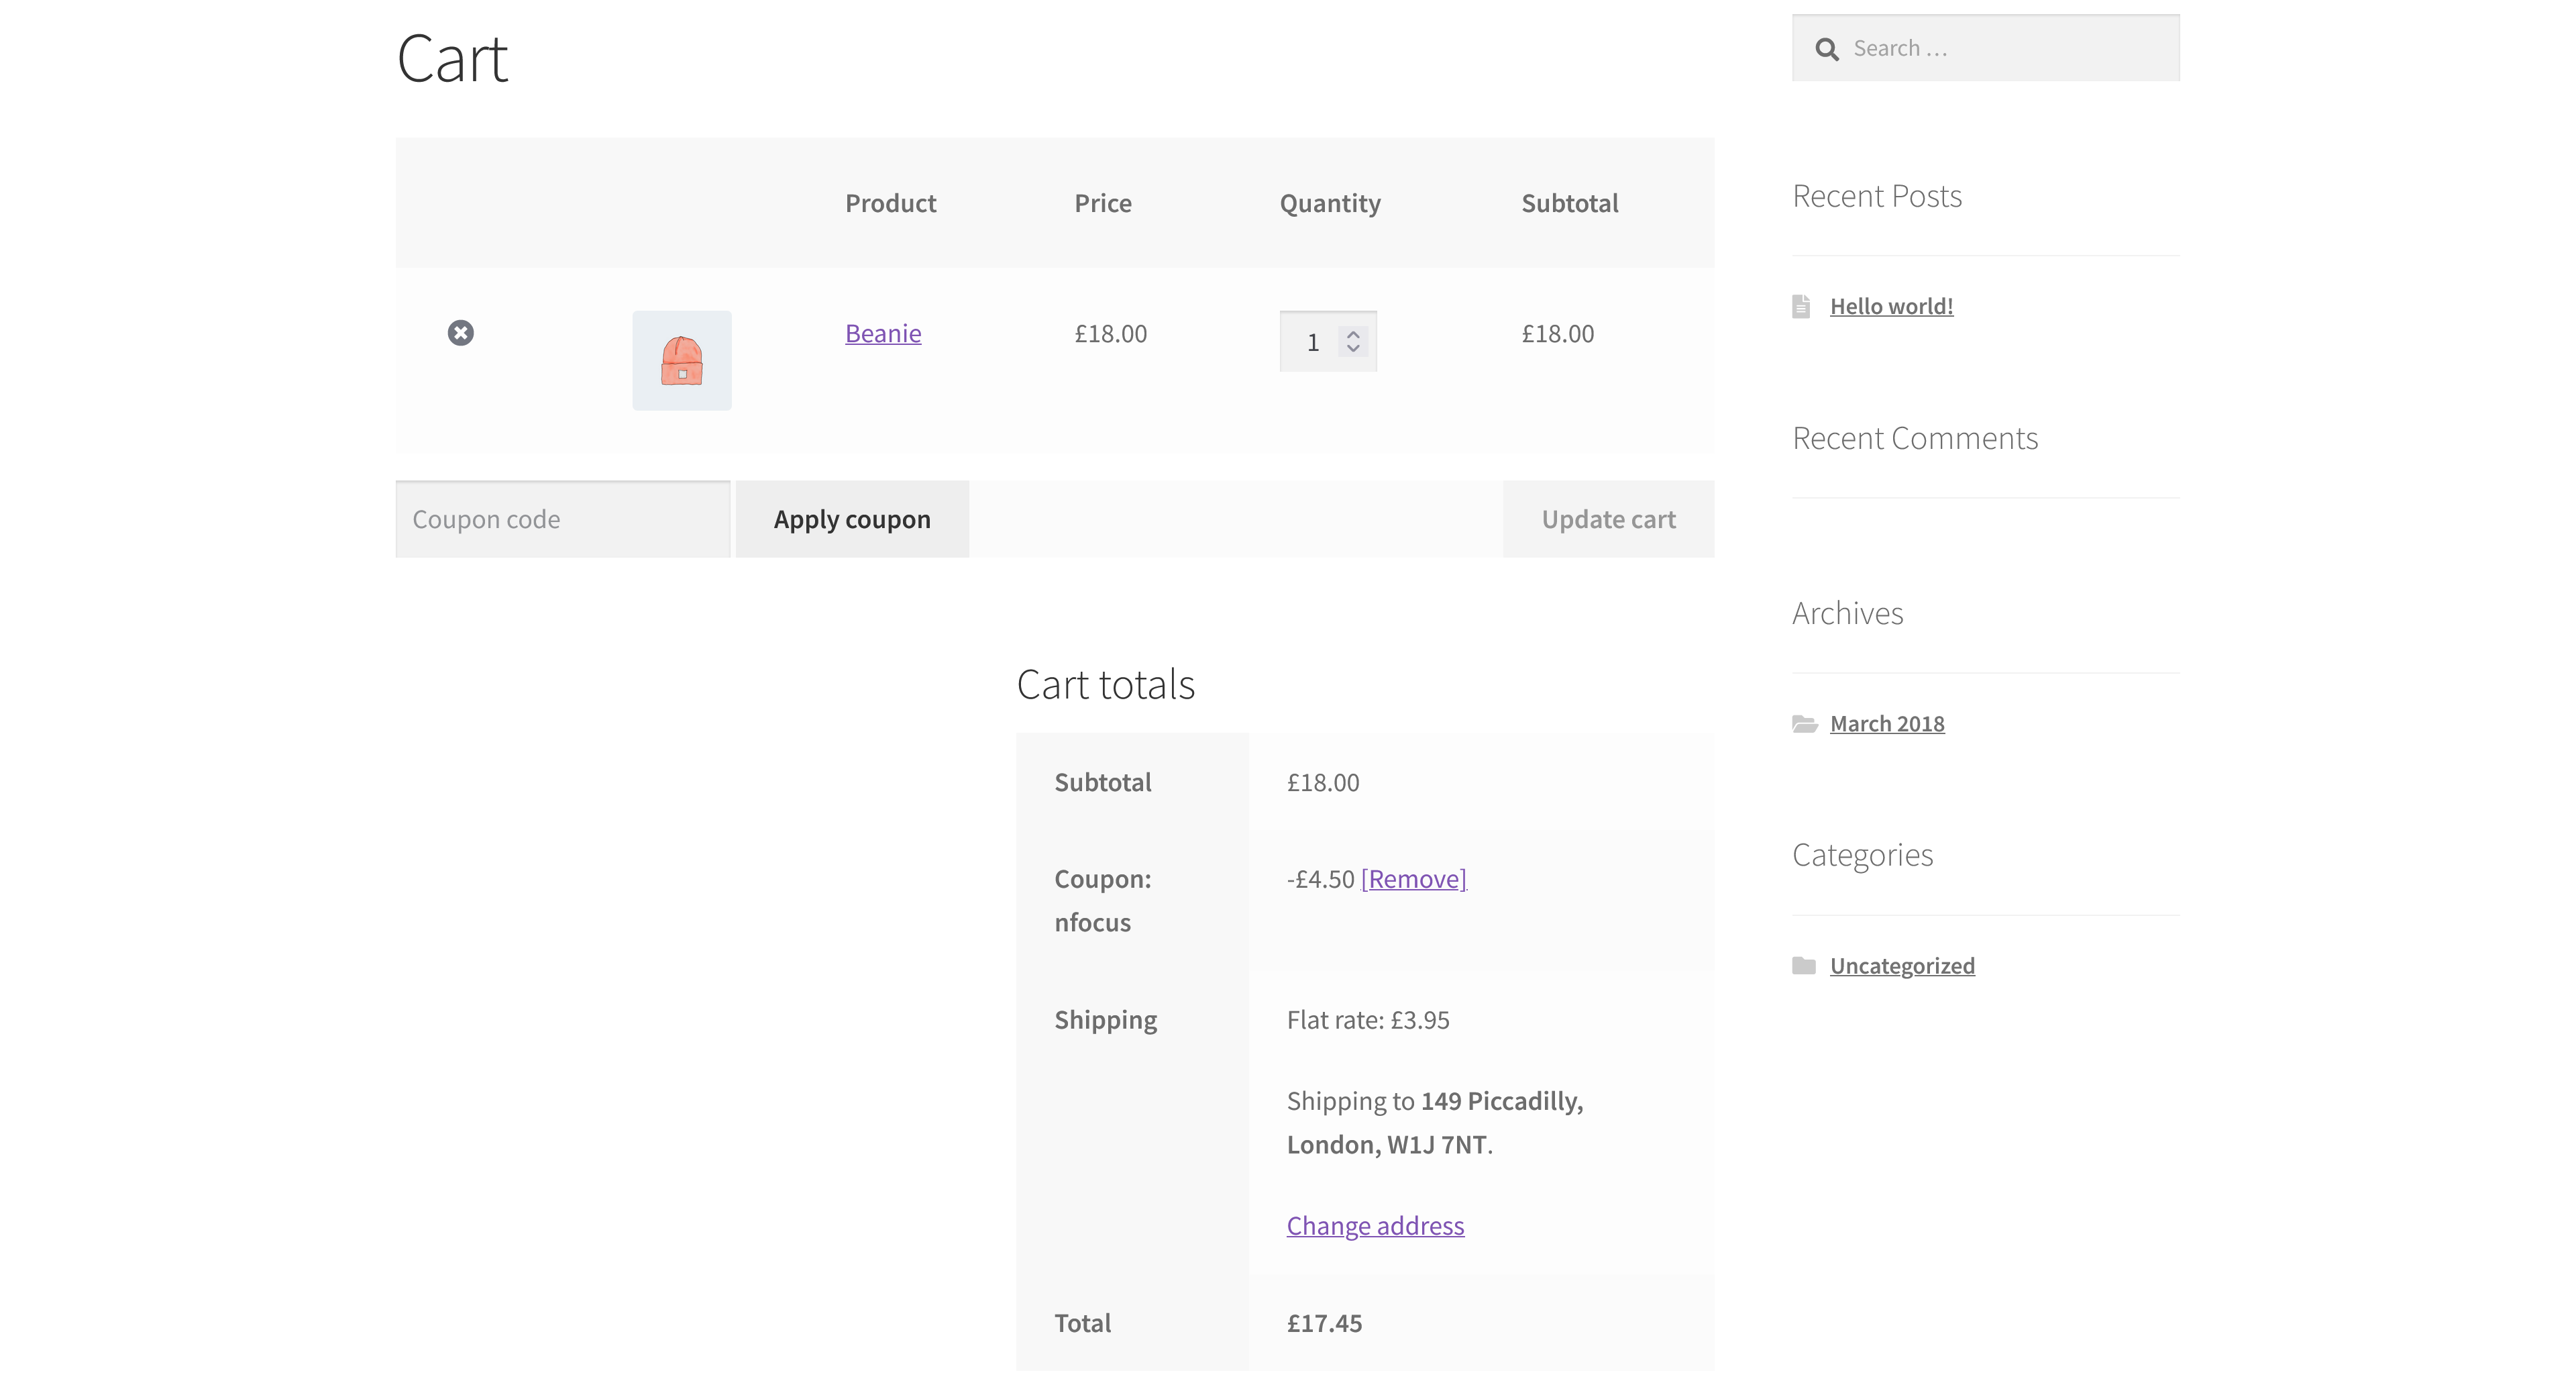 Cart
Product Price Quantity Subtotal
Beanie £18.00 1 £18.00
Coupon code Apply coupon Update cart
Cart totals
Subtotal £18.00
Coupon: -£4.50 [Remove]
nfocus
Shipping Flat rate: £3.95
Shipping to 149 Piccadilly,
London, W1J 7NT.
Change address
Total £17.45
Search …
Recent Posts
Hello world!
Recent Comments
Archives
March 2018
Categories
Uncategorized